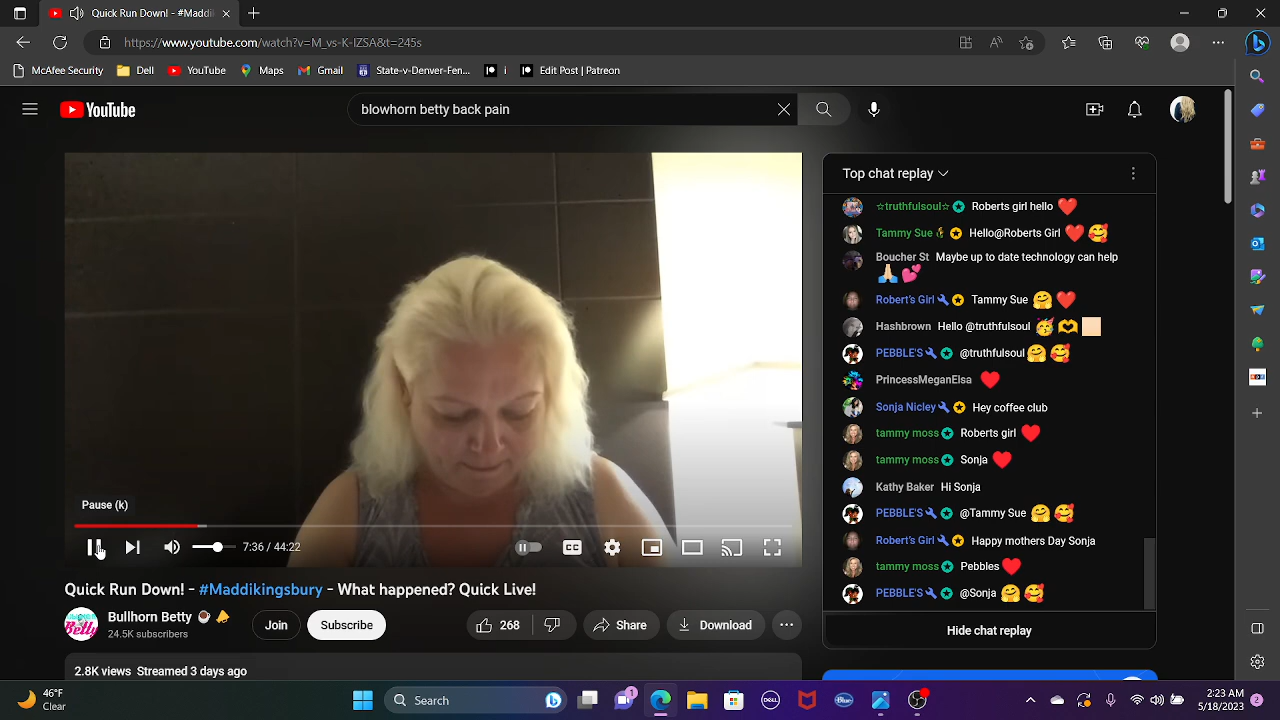 Quick Run Down! - #Maddi
https://www.youtube.com/watch?v=M_vs-K-IZSA&t=245s
McAfee Security
Dell
YouTube
Maps
Gmail
State-v-Denver-Fen...
i
Edit Post | Patreon
YouTube
blowhorn betty back pain
Top chat replay
☆truthfulsoul☆ Roberts girl hello
Tammy Sue Hello@Roberts Girl
Boucher St Maybe up to date technology can help
Robert's Girl Tammy Sue
Hashbrown Hello @truthfulsoul
PEBBLE'S @truthfulsoul
PrincessMeganElsa
Sonja Nicley Hey coffee club
tammy moss Roberts girl
tammy moss Sonja
Kathy Baker Hi Sonja
PEBBLE'S @Tammy Sue
Robert's Girl Happy mothers Day Sonja
tammy moss Pebbles
PEBBLE'S @Sonja
Hide chat replay
Pause (k)
7:36 / 44:22
CC
Quick Run Down! - #Maddikingsbury - What happened? Quick Live!
Betty
Bullhorn Betty
24.5K subscribers
Join
Subscribe
268
Share
Download
2.8K views Streamed 3 days ago
46°F
Clear
Search
1
DELL
2:23 AM
5/18/2023
2